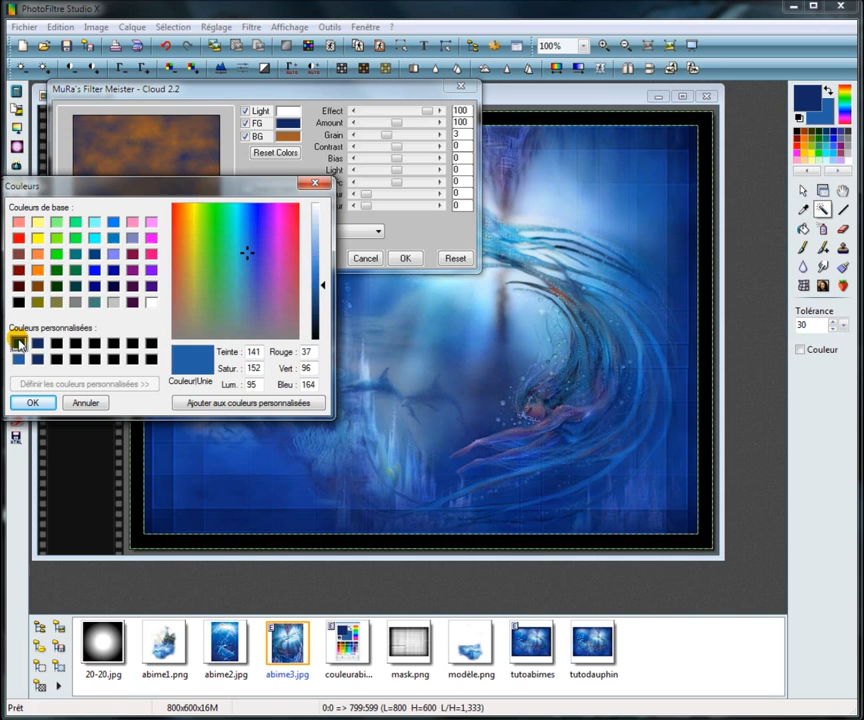 PhotoFiltre Studio X
Fichier Edition Image Calque Sélection Réglage Filtre Affichage Outils Fenêtre ?
100%
MuRa's Filter Meister - Cloud 2.2
Light
FG
BG
Reset Colors
Effect 100
Amount 100
Grain 3
Contrast 0
Bias 0
Light 0
0
0
0
Cancel OK Reset
Couleurs
Couleurs de base :
Couleurs personnalisées :
Définir les couleurs personnalisées >>
OK Annuler
Couleur|Unie
Teinte : 141 Rouge : 37
Satur. : 152 Vert : 96
Lum. : 95 Bleu : 164
Ajouter aux couleurs personnalisées
Tolérance
30
Couleur
20-20.jpg abime1.png abime2.jpg abime3.jpg couleurabi... mask.png modèle.png tutoabimes tutodauphin
Prêt 800x600x16M 0:0 => 799:599 (L=800 H=600 L/H=1,333)